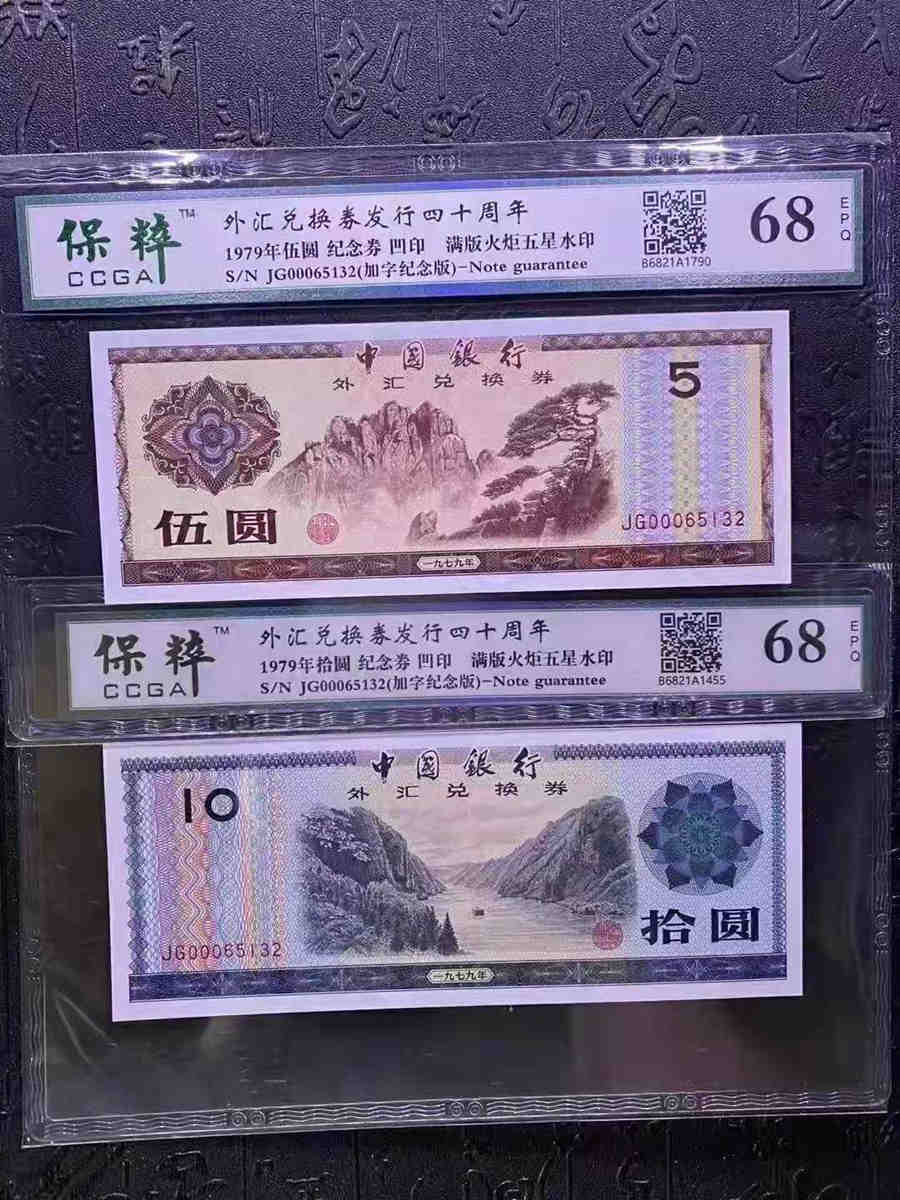 保粹™
CCGA
外汇兑换券发行四十周年
1979年伍圆 纪念券 凹印 满版火炬五星水印
S/N JG00065132(加字纪念版)-Note guarantee
B6821A1790
68
EPQ
中國銀行
外汇兑换券
5
伍圆
JG00065132
一九七九年
保粹™
CCGA
外汇兑换券发行四十周年
1979年拾圆 纪念券 凹印 满版火炬五星水印
S/N JG00065132(加字纪念版)-Note guarantee
B6821A1455
68
EPQ
中國銀行
外汇兑换券
10
JG00065132
拾圆
一九七九年